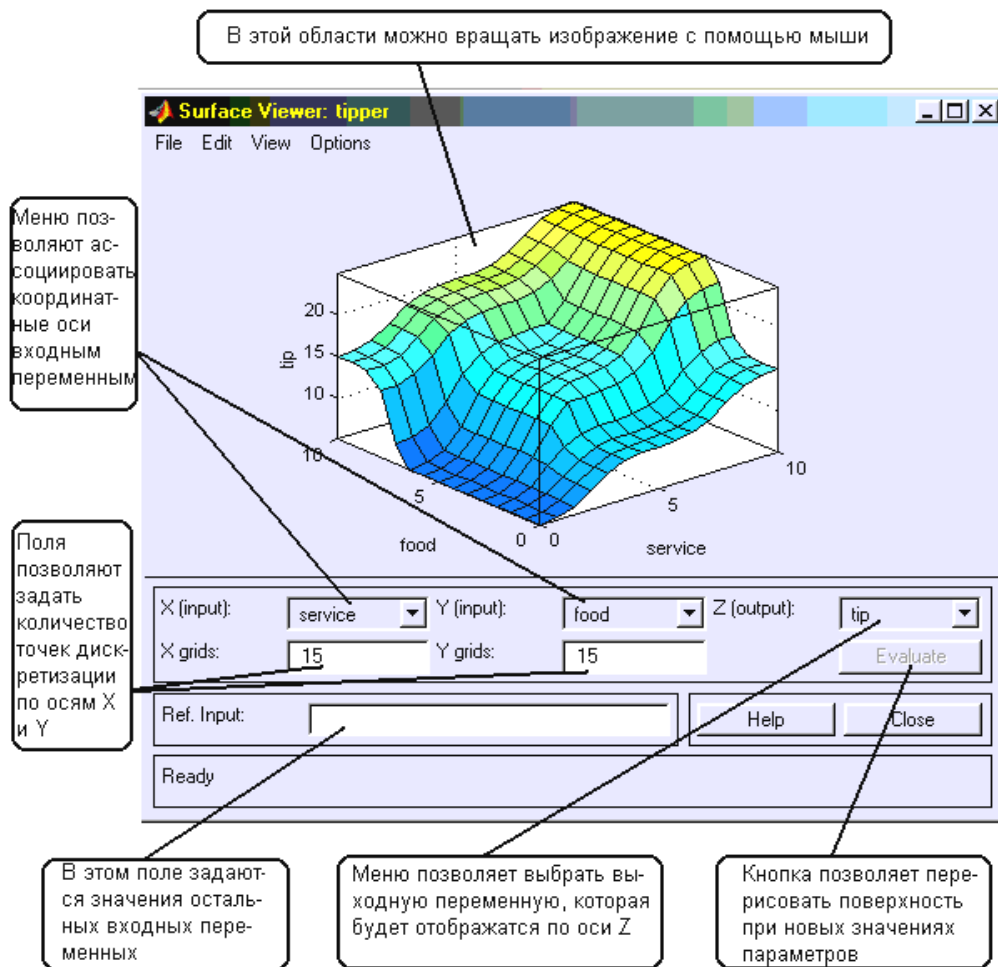 В этой области можно вращать изображение с помощью мыши
Surface Viewer: tipper
File Edit View Options
Меню поз-
воляют ас-
социировать
координат-
ные оси
входным
переменным
20
15
10
tip
10
5
0
food
0
5
10
service
Поля
позволяют
задать
количество
точек диск-
ретизации
по осям X
и Y
X (input): service Y (input): food Z (output): tip
X grids: 15 Y grids: 15 Evaluate
Ref. Input: Help Close
Ready
В этом поле задают-
ся значения осталь-
ных входных пере-
менных
Меню позволяет выбрать вы-
ходную переменную, которая
будет отображатся по оси Z
Кнопка позволяет пере-
рисовать поверхность
при новых значениях
параметров